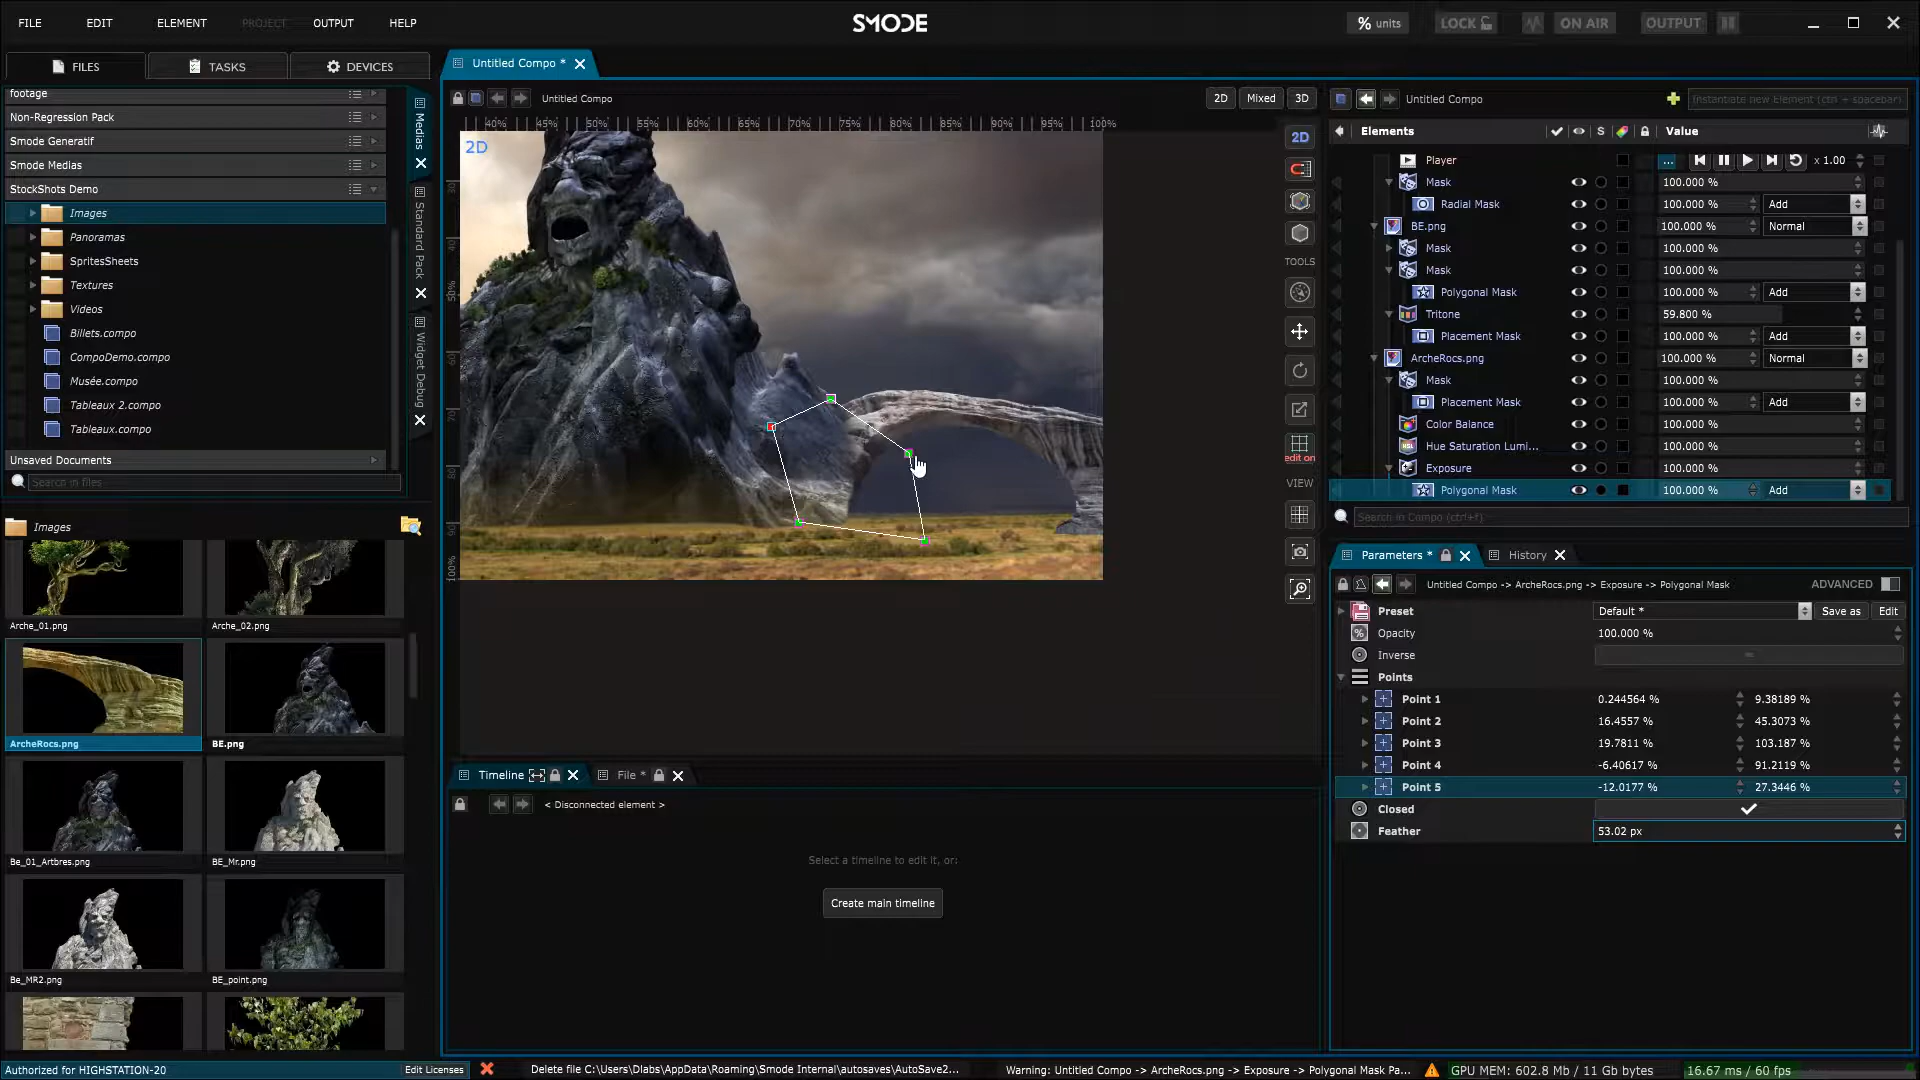 FILE EDIT ELEMENT PROJECT OUTPUT HELP
SMODE
% units LOCK ON AIR OUTPUT
FILES TASKS DEVICES
footage
Non-Regression Pack
Smode Generatif
Smode Medias
StockShots Demo
Images
Panoramas
SpritesSheets
Textures
Videos
Billets.compo
CompoDemo.compo
Musée.compo
Tableaux 2.compo
Tableaux.compo
Unsaved Documents
Search in files
Medias
Standard Pack
Widget Debug
Images
Arche_01.png Arche_02.png
ArcheRocs.png BE.png
Be_01_Artbres.png BE_Mr.png
Be_MR2.png BE_point.png
Untitled Compo *
Untitled Compo
2D Mixed 3D
40% 45% 50% 55% 60% 65% 70% 75% 80% 85% 90% 95% 100%
2D
2D
TOOLS
edit on
VIEW
Timeline File *
< Disconnected element >
Select a timeline to edit it, or:
Create main timeline
Untitled Compo
Instantiate new Element (ctrl + spacebar)
Elements S Value
Player ... x 1.00
Mask 100.000 %
Radial Mask 100.000 % Add
BE.png 100.000 % Normal
Mask 100.000 %
Mask 100.000 %
Polygonal Mask 100.000 % Add
Tritone 59.800 %
Placement Mask 100.000 % Add
ArcheRocs.png 100.000 % Normal
Mask 100.000 %
Placement Mask 100.000 % Add
Color Balance 100.000 %
Hue Saturation Lumi... 100.000 %
Exposure 100.000 %
Polygonal Mask 100.000 % Add
Search in Compo (ctrl+f)
Parameters * History
Untitled Compo -> ArcheRocs.png -> Exposure -> Polygonal Mask ADVANCED
Preset Default * Save as Edit
Opacity 100.000 %
Inverse
Points
Point 1 0.244564 % 9.38189 %
Point 2 16.4557 % 45.3073 %
Point 3 19.7811 % 103.187 %
Point 4 -6.40617 % 91.2119 %
Point 5 -12.0177 % 27.3446 %
Closed
Feather 53.02 px
Authorized for HIGHSTATION-20 Edit Licenses Delete file C:\Users\Dlabs\AppData\Roaming\Smode Internal\autosaves\AutoSave2... Warning: Untitled Compo -> ArcheRocs.png -> Exposure -> Polygonal Mask Pa... GPU MEM: 602.8 Mb / 11 Gb bytes 16.67 ms / 60 fps